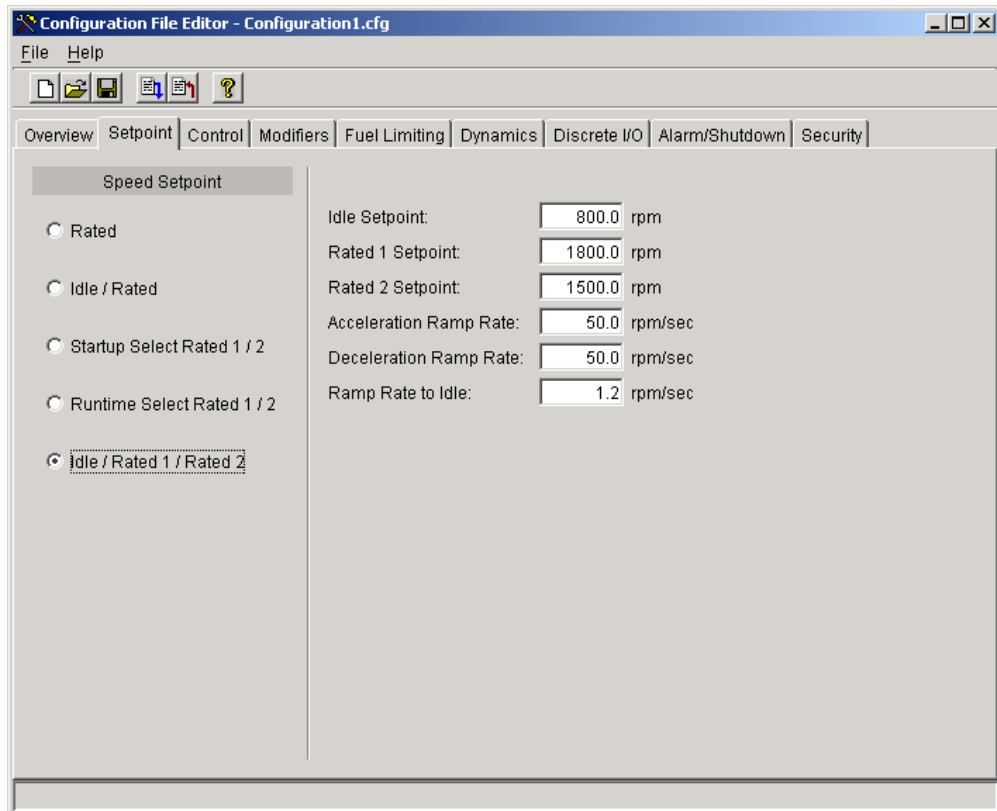 Configuration File Editor - Configuration1.cfg
File Help
Overview Setpoint Control Modifiers Fuel Limiting Dynamics Discrete I/O Alarm/Shutdown Security
Speed Setpoint
Rated
Idle / Rated
Startup Select Rated 1 / 2
Runtime Select Rated 1 / 2
Idle / Rated 1 / Rated 2
Idle Setpoint: 800.0 rpm
Rated 1 Setpoint: 1800.0 rpm
Rated 2 Setpoint: 1500.0 rpm
Acceleration Ramp Rate: 50.0 rpm/sec
Deceleration Ramp Rate: 50.0 rpm/sec
Ramp Rate to Idle: 1.2 rpm/sec